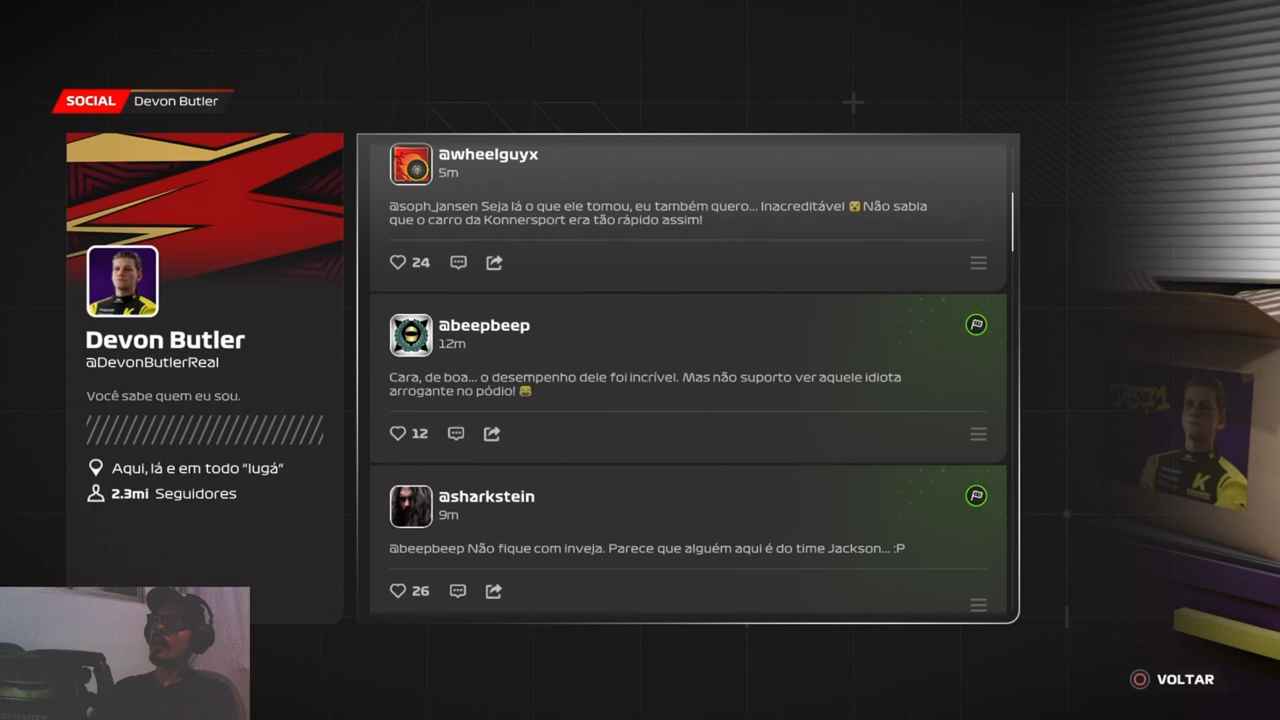 SOCIAL Devon Butler
Devon Butler
@DevonButlerReal
Você sabe quem eu sou.
Aqui, lá e em todo "lugá"
2.3mi Seguidores
@wheelguyx
5m
@soph_jansen Seja lá o que ele tomou, eu também quero... Inacreditável 😮 Não sabia
que o carro da Konnersport era tão rápido assim!
24
@beepbeep
12m
Cara, de boa... o desempenho dele foi incrível. Mas não suporto ver aquele idiota
arrogante no pódio! 😂
12
@sharkstein
9m
@beepbeep Não fique com inveja. Parece que alguém aqui é do time Jackson... :P
26
K
VOLTAR